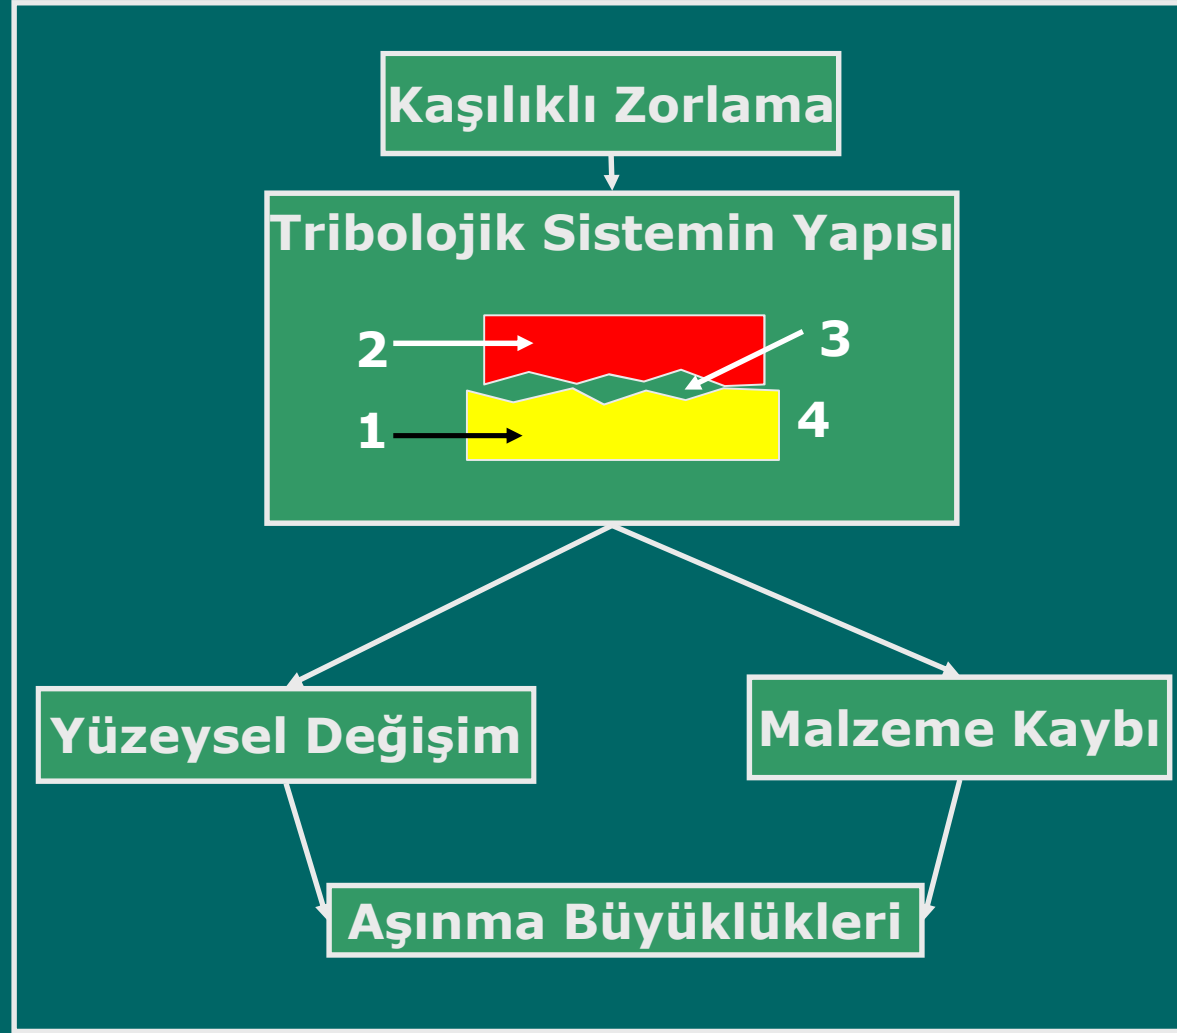 Kaşılıklı Zorlama
Tribolojik Sistemin Yapısı
2
3
1
4
Yüzeysel Değişim
Malzeme Kaybı
Aşınma Büyüklükleri